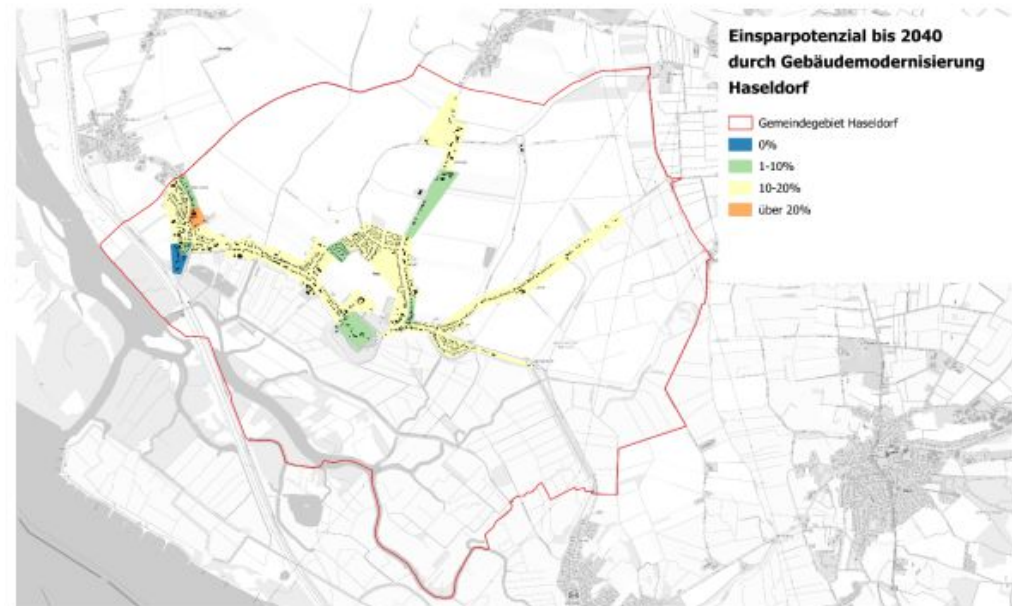 Einsparpotenzial bis 2040
durch Gebäudemodernisierung
Haseldorf
Gemeindegebiet Haseldorf
0%
1-10%
10-20%
über 20%